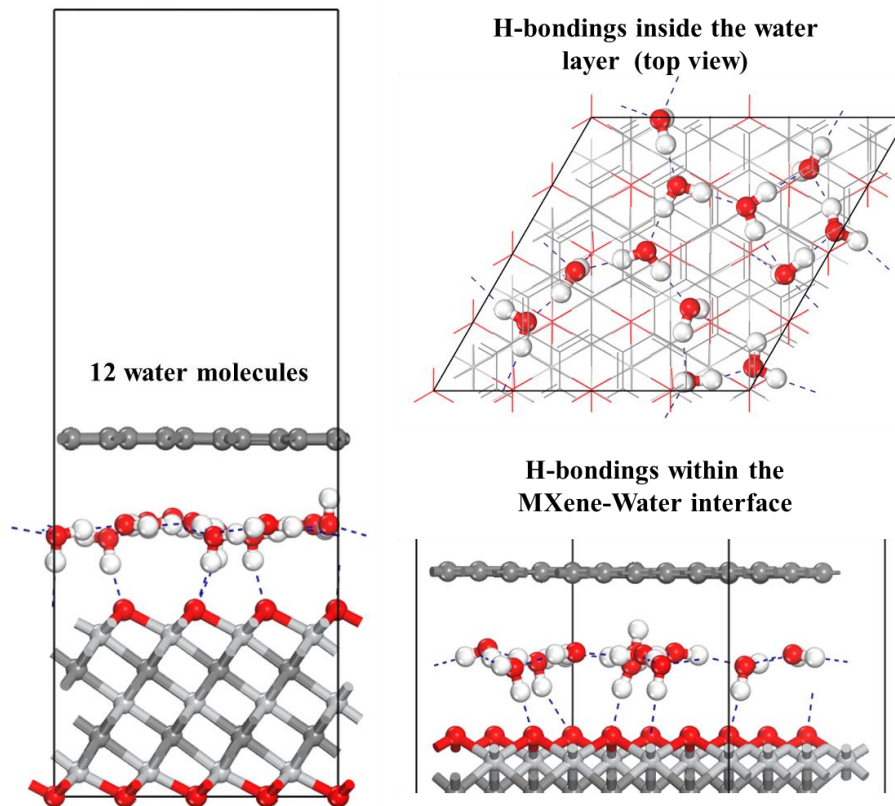 H-bondings inside the water
layer (top view)
12 water molecules
H-bondings within the
MXene-Water interface